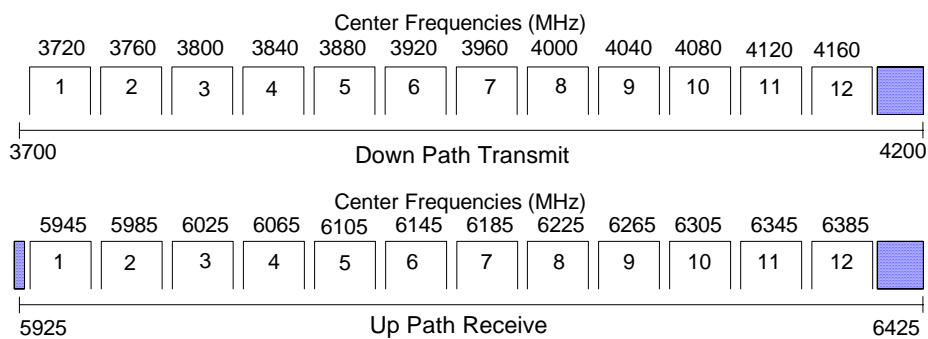 Center Frequencies (MHz)
3720 3760 3800 3840 3880 3920 3960 4000 4040 4080 4120 4160
1 2 3 4 5 6 7 8 9 10 11 12
3700 Down Path Transmit 4200
Center Frequencies (MHz)
5945 5985 6025 6065 6105 6145 6185 6225 6265 6305 6345 6385
1 2 3 4 5 6 7 8 9 10 11 12
5925 Up Path Receive 6425